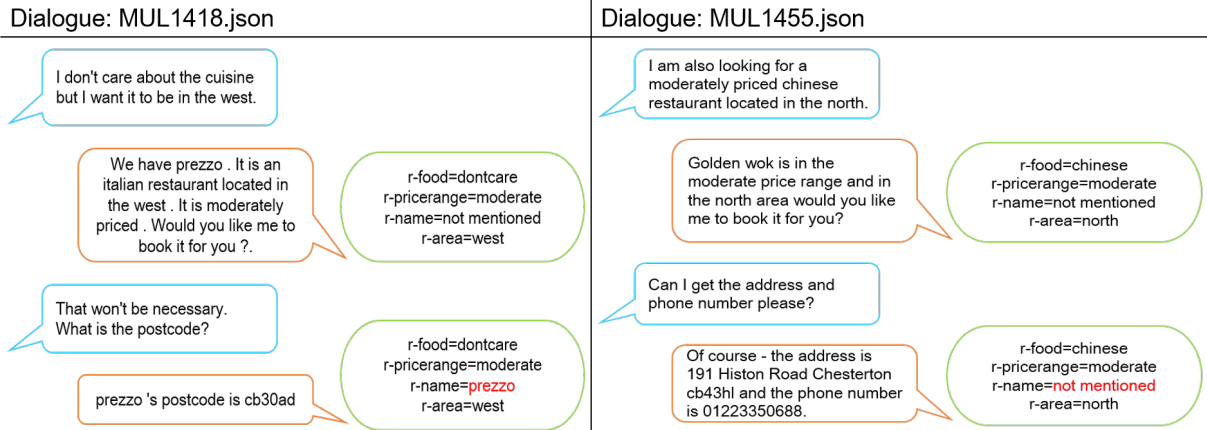 Dialogue: MUL1418.json
I don't care about the cuisine
but I want it to be in the west.
We have prezzo . It is an
italian restaurant located in
the west . It is moderately
priced . Would you like me to
book it for you ?.
r-food=dontcare
r-pricerange=moderate
r-name=not mentioned
r-area=west
That won't be necessary.
What is the postcode?
prezzo 's postcode is cb30ad
r-food=dontcare
r-pricerange=moderate
r-name=prezzo
r-area=west
Dialogue: MUL1455.json
I am also looking for a
moderately priced chinese
restaurant located in the north.
Golden wok is in the
moderate price range and in
the north area would you like
me to book it for you?
r-food=chinese
r-pricerange=moderate
r-name=not mentioned
r-area=north
Can I get the address and
phone number please?
Of course - the address is
191 Histon Road Chesterton
cb43hl and the phone number
is 01223350688.
r-food=chinese
r-pricerange=moderate
r-name=not mentioned
r-area=north